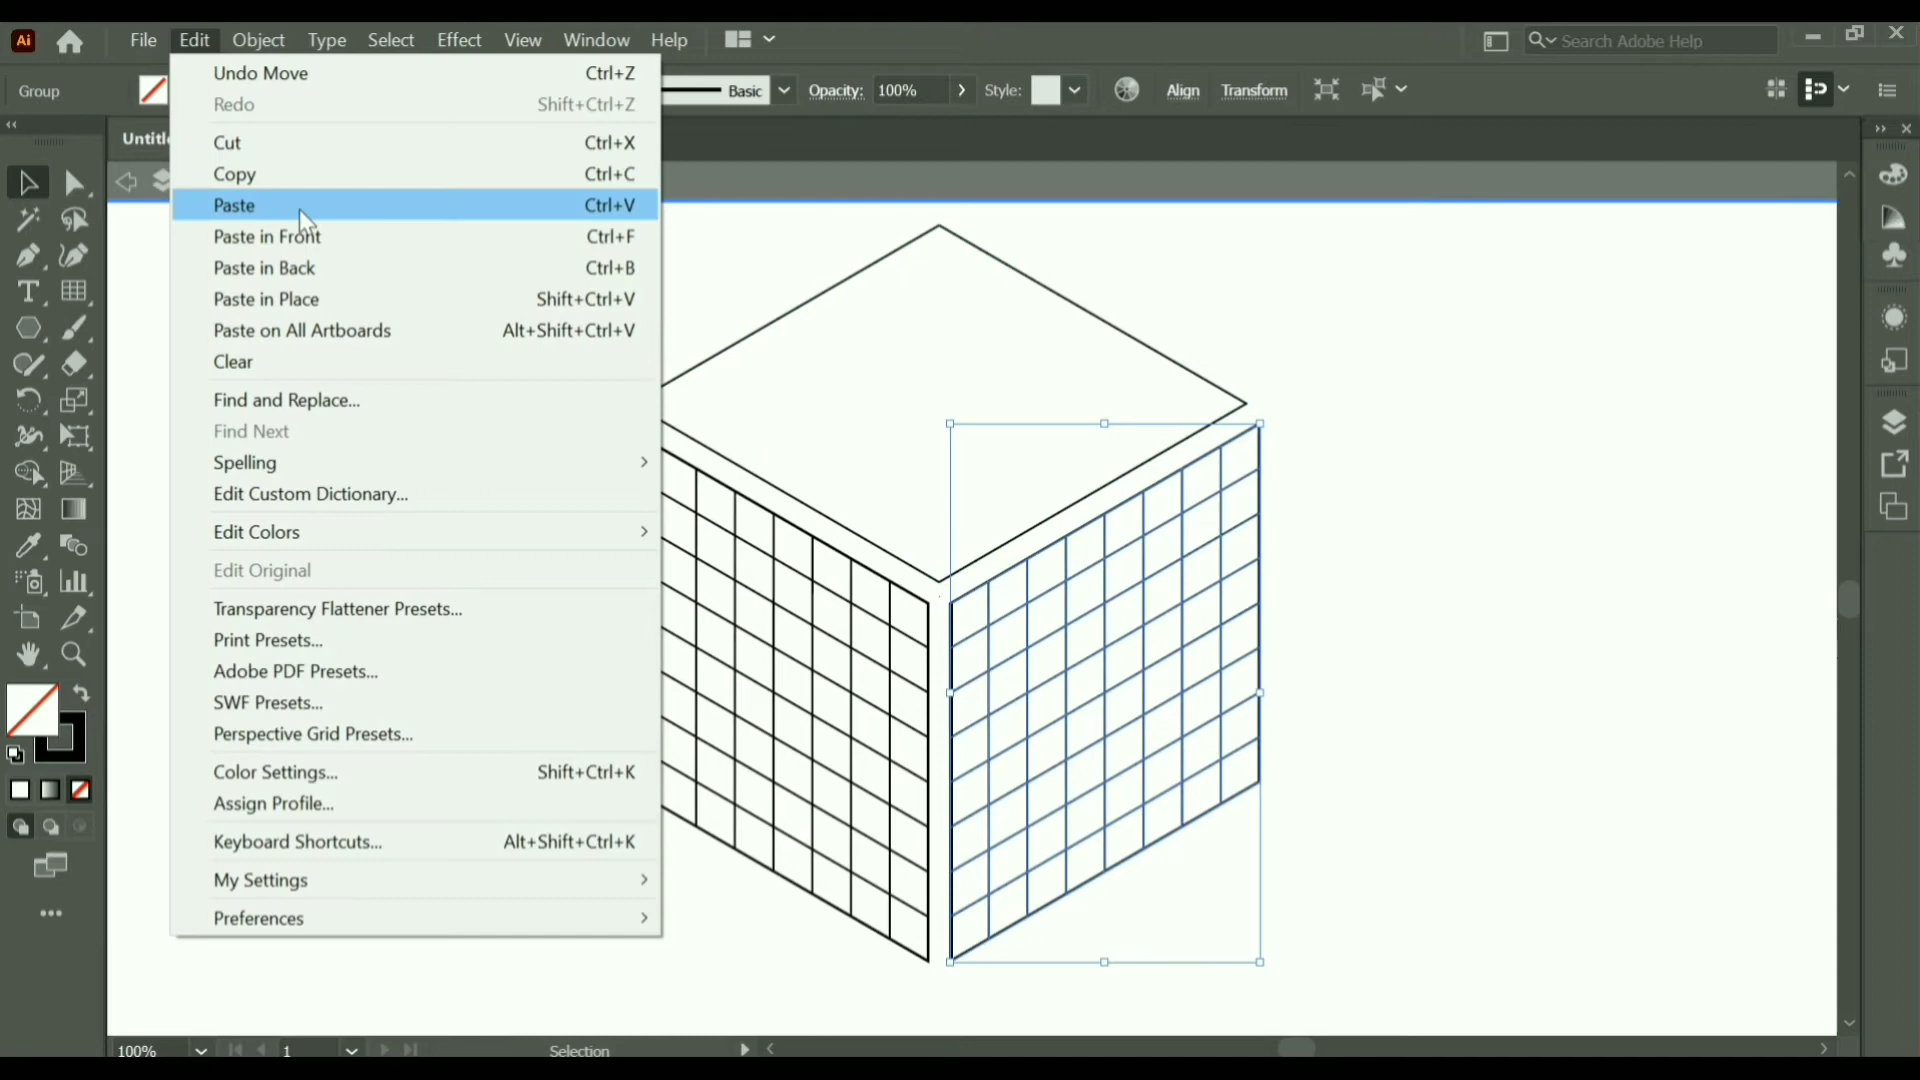 Ai File Edit Object Type Select Effect View Window Help Search Adobe Help
Group Basic Opacity: 100% Style: Align Transform
Undo Move Ctrl+Z
Redo Shift+Ctrl+Z
Untitle
Cut Ctrl+X
Copy Ctrl+C
Paste Ctrl+V
Paste in Front Ctrl+F
Paste in Back Ctrl+B
Paste in Place Shift+Ctrl+V
Paste on All Artboards Alt+Shift+Ctrl+V
Clear
Find and Replace...
Find Next
Spelling
Edit Custom Dictionary...
Edit Colors
Edit Original
Transparency Flattener Presets...
Print Presets...
Adobe PDF Presets...
SWF Presets...
Perspective Grid Presets...
Color Settings... Shift+Ctrl+K
Assign Profile...
Keyboard Shortcuts... Alt+Shift+Ctrl+K
My Settings
Preferences
100% 1 Selection